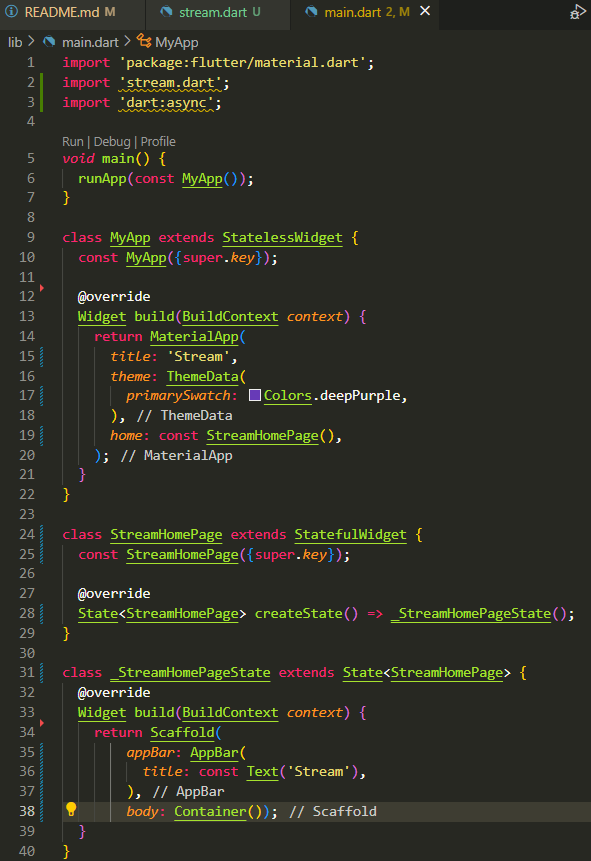 README.md M stream.dart U main.dart 2, M
lib > main.dart > MyApp
1 import 'package:flutter/material.dart';
2 import 'stream.dart';
3 import 'dart:async';
4
Run | Debug | Profile
5 void main() {
6   runApp(const MyApp());
7 }
8
9 class MyApp extends StatelessWidget {
10   const MyApp({super.key});
11
12   @override
13   Widget build(BuildContext context) {
14     return MaterialApp(
15       title: 'Stream',
16       theme: ThemeData(
17         primarySwatch: Colors.deepPurple,
18       ), // ThemeData
19       home: const StreamHomePage(),
20     ); // MaterialApp
21   }
22 }
23
24 class StreamHomePage extends StatefulWidget {
25   const StreamHomePage({super.key});
26
27   @override
28   State<StreamHomePage> createState() => _StreamHomePageState();
29 }
30
31 class _StreamHomePageState extends State<StreamHomePage> {
32   @override
33   Widget build(BuildContext context) {
34     return Scaffold(
35         appBar: AppBar(
36           title: const Text('Stream'),
37         ), // AppBar
38         body: Container()); // Scaffold
39   }
40 }